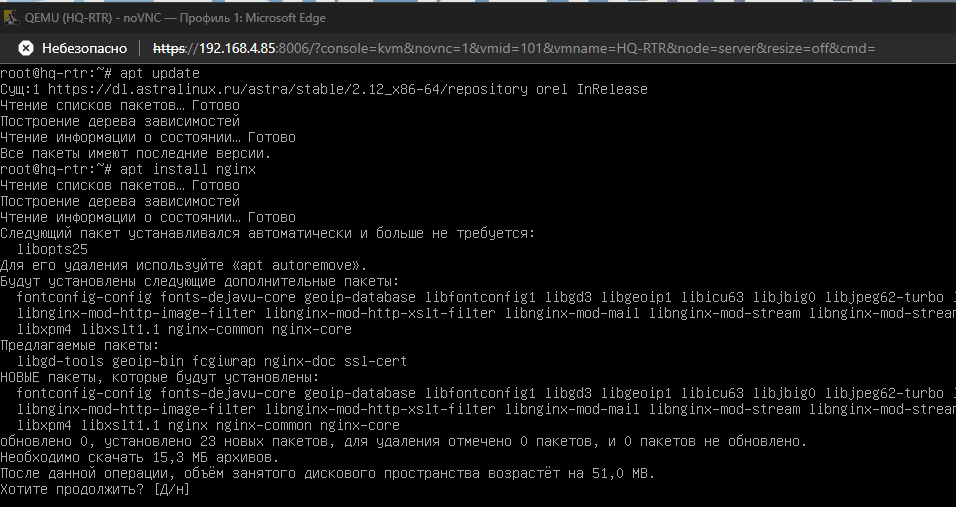 QEMU (HQ-RTR) - noVNC — Профиль 1: Microsoft Edge
Небезопасно https://192.168.4.85:8006/?console=kvm&novnc=1&vmid=101&vmname=HQ-RTR&node=server&resize=off&cmd=
root@hq-rtr:~# apt update
Сущ:1 https://dl.astralinux.ru/astra/stable/2.12_x86-64/repository orel InRelease
Чтение списков пакетов… Готово
Построение дерева зависимостей
Чтение информации о состоянии… Готово
Все пакеты имеют последние версии.
root@hq-rtr:~# apt install nginx
Чтение списков пакетов… Готово
Построение дерева зависимостей
Чтение информации о состоянии… Готово
Следующий пакет устанавливался автоматически и больше не требуется:
libopts25
Для его удаления используйте «apt autoremove».
Будут установлены следующие дополнительные пакеты:
fontconfig-config fonts-dejavu-core geoip-database libfontconfig1 libgd3 libgeoip1 libicu63 libjbig0 libjpeg62-turbo
libnginx-mod-http-image-filter libnginx-mod-http-xslt-filter libnginx-mod-mail libnginx-mod-stream libnginx-mod-strea
libxpm4 libxslt1.1 nginx-common nginx-core
Предлагаемые пакеты:
libgd-tools geoip-bin fcgiwrap nginx-doc ssl-cert
НОВЫЕ пакеты, которые будут установлены:
fontconfig-config fonts-dejavu-core geoip-database libfontconfig1 libgd3 libgeoip1 libicu63 libjbig0 libjpeg62-turbo
libnginx-mod-http-image-filter libnginx-mod-http-xslt-filter libnginx-mod-mail libnginx-mod-stream libnginx-mod-strea
libxpm4 libxslt1.1 nginx nginx-common nginx-core
обновлено 0, установлено 23 новых пакетов, для удаления отмечено 0 пакетов, и 0 пакетов не обновлено.
Необходимо скачать 15,3 МБ архивов.
После данной операции, объём занятого дискового пространства возрастёт на 51,0 MB.
Хотите продолжить? [Д/н]